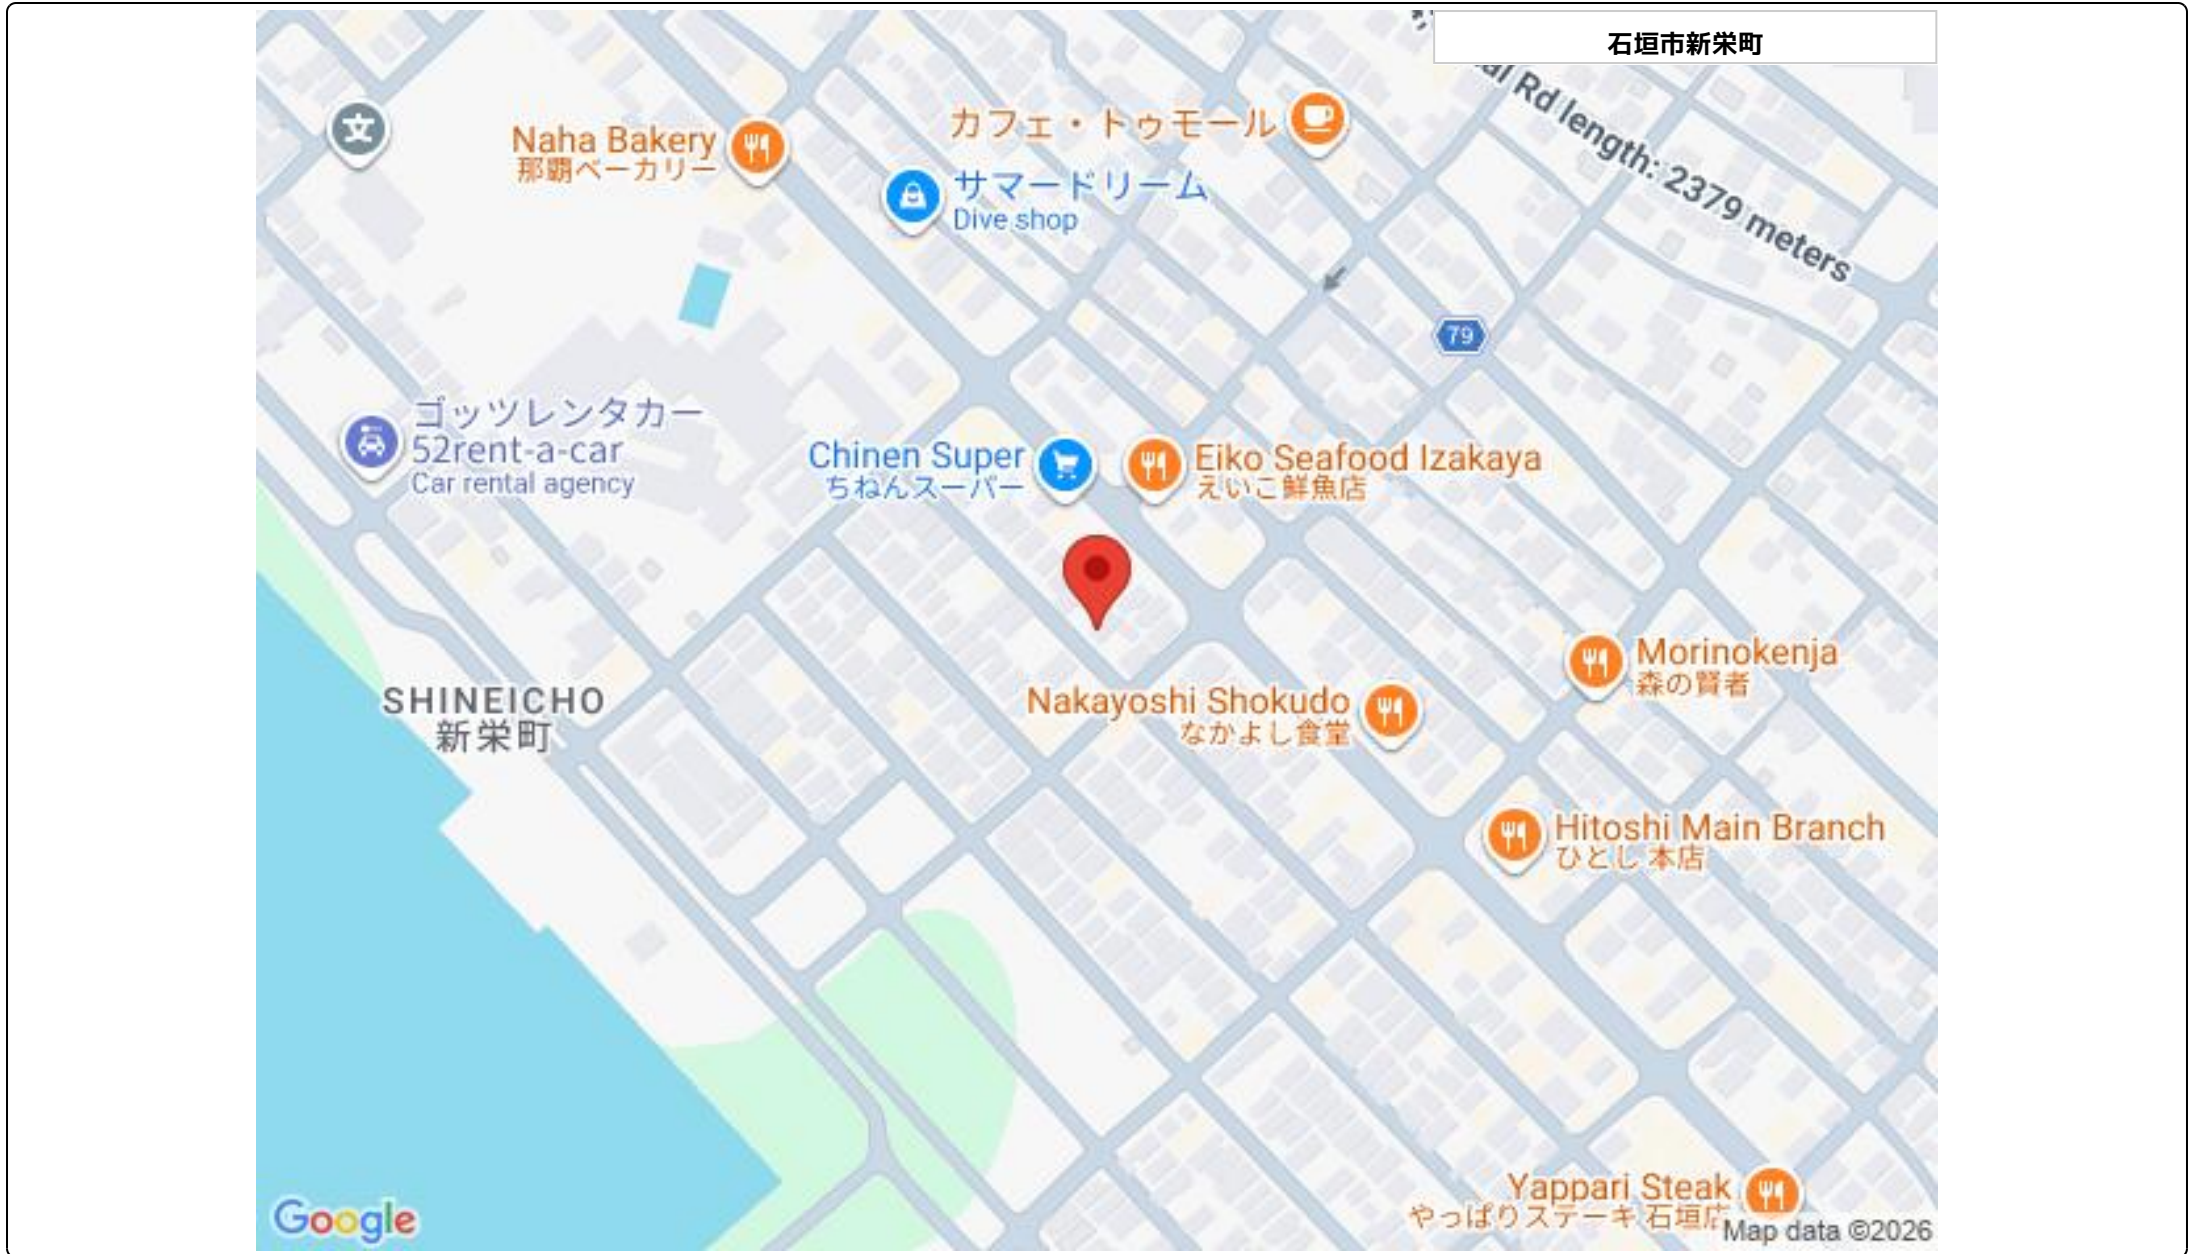 石垣市新栄町
al Rd length: 2379 meters
カフェ・トゥモール
Naha Bakery
那覇ベーカリー
サマードリーム
Dive shop
文
79
ゴッツレンタカー
52rent-a-car
Car rental agency
Chinen Super
ちねんスーパー
Eiko Seafood Izakaya
えいこ鮮魚店
Morinokenja
森の賢者
SHINEICHO
新栄町
Nakayoshi Shokudo
なかよし食堂
Hitoshi Main Branch
ひとし 本店
Yappari Steak
やっぱりステーキ 石垣店
Google
Map data ©2026